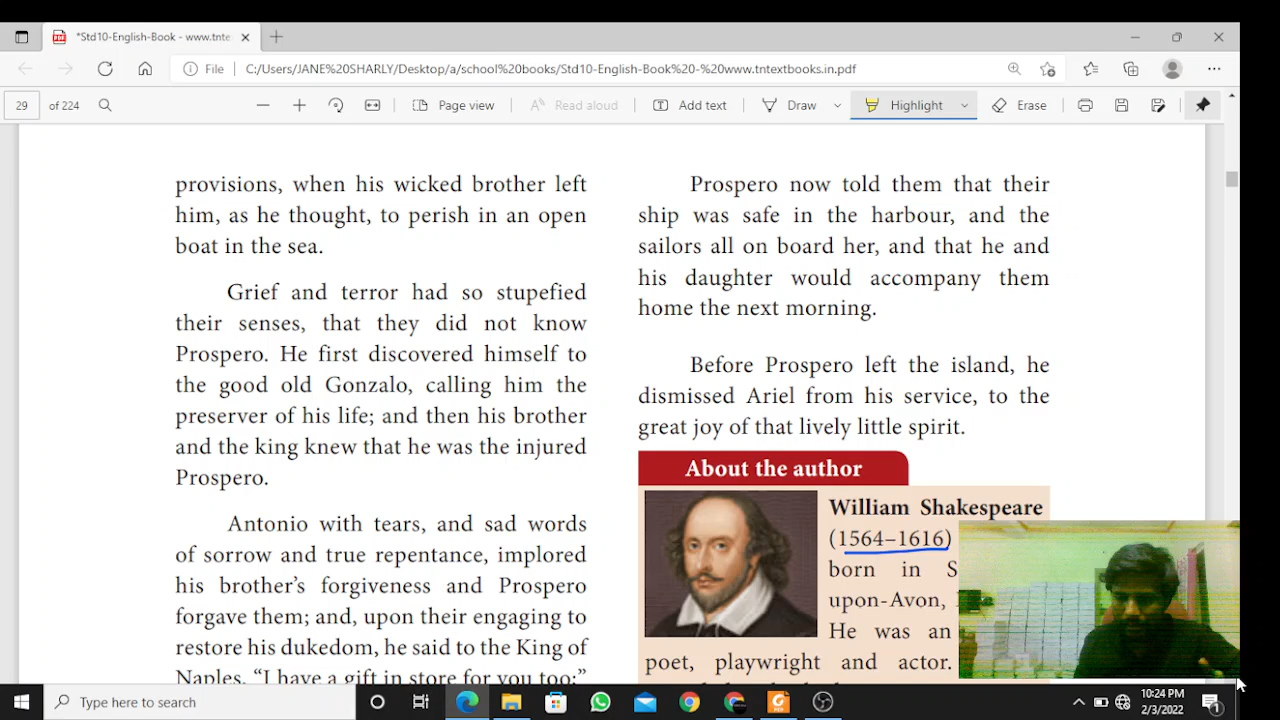 *Std10-English-Book - www.tnte
File
C:/Users/JANE%20SHARLY/Desktop/a/school%20books/Std10-English-Book%20-%20www.tntextbooks.in.pdf
29 of 224
Page view
Read aloud
Add text
Draw
Highlight
Erase
provisions, when his wicked brother left
him, as he thought, to perish in an open
boat in the sea.
Grief and terror had so stupefied
their senses, that they did not know
Prospero. He first discovered himself to
the good old Gonzalo, calling him the
preserver of his life; and then his brother
and the king knew that he was the injured
Prospero.
Antonio with tears, and sad words
of sorrow and true repentance, implored
his brother's forgiveness and Prospero
forgave them; and, upon their engaging to
restore his dukedom, he said to the King of
Naples, "I have a gift in store for you too;"
Prospero now told them that their
ship was safe in the harbour, and the
sailors all on board her, and that he and
his daughter would accompany them
home the next morning.
Before Prospero left the island, he
dismissed Ariel from his service, to the
great joy of that lively little spirit.
About the author
William Shakespeare
(1564–1616)
born in S
upon-Avon,
He was an
poet, playwright and actor.
Type here to search
10:24 PM
2/3/2022